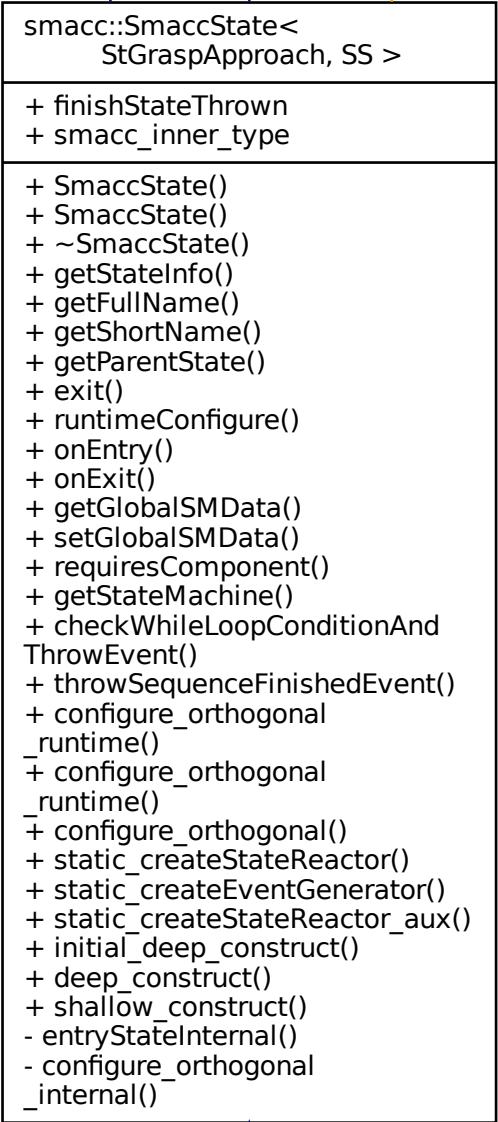 smacc::SmaccState<
StGraspApproach, SS >
+ finishStateThrown
+ smacc_inner_type
+ SmaccState()
+ SmaccState()
+ ~SmaccState()
+ getStateInfo()
+ getFullName()
+ getShortName()
+ getParentState()
+ exit()
+ runtimeConfigure()
+ onEntry()
+ onExit()
+ getGlobalSMData()
+ setGlobalSMData()
+ requiresComponent()
+ getStateMachine()
+ checkWhileLoopConditionAnd
ThrowEvent()
+ throwSequenceFinishedEvent()
+ configure_orthogonal
_runtime()
+ configure_orthogonal
_runtime()
+ configure_orthogonal()
+ static_createStateReactor()
+ static_createEventGenerator()
+ static_createStateReactor_aux()
+ initial_deep_construct()
+ deep_construct()
+ shallow_construct()
- entryStateInternal()
- configure_orthogonal
_internal()